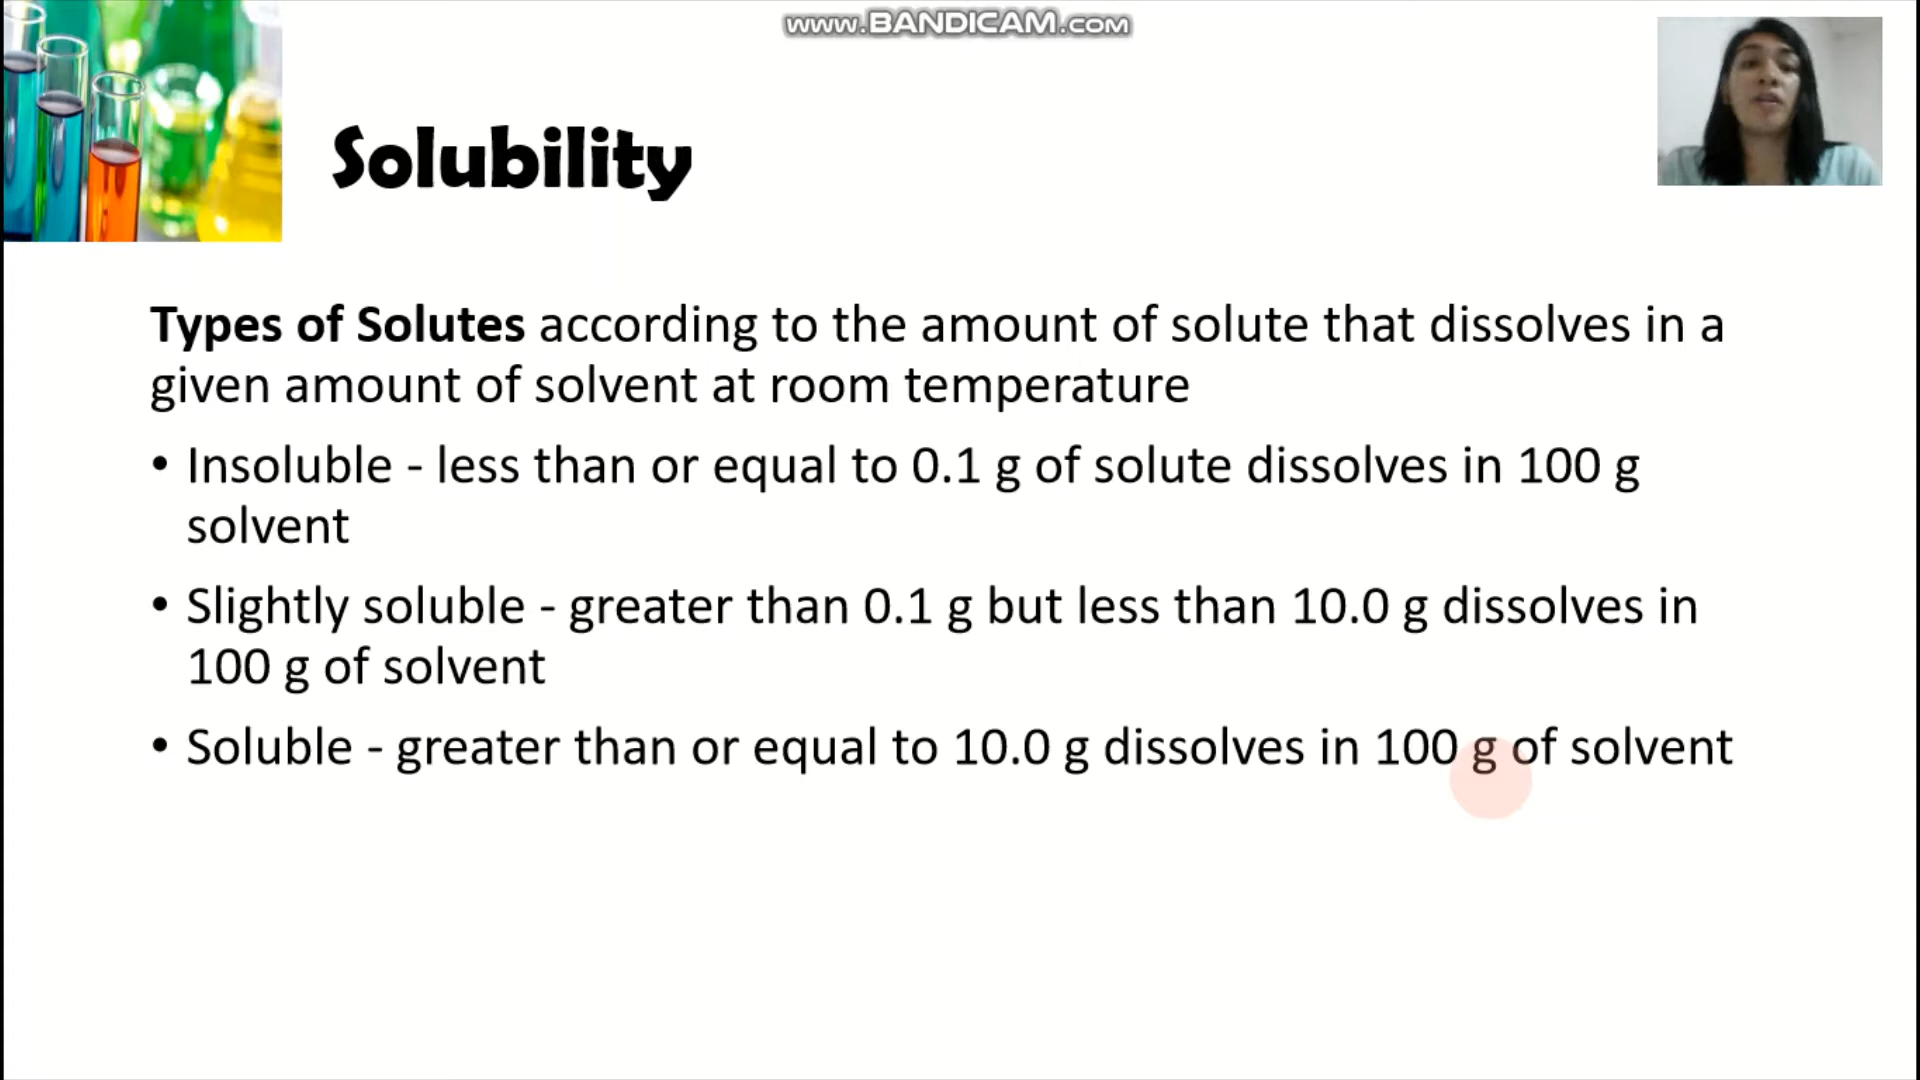 www.BANDICAM.com
Solubility
Types of Solutes according to the amount of solute that dissolves in a
given amount of solvent at room temperature
• Insoluble - less than or equal to 0.1 g of solute dissolves in 100 g
solvent
• Slightly soluble - greater than 0.1 g but less than 10.0 g dissolves in
100 g of solvent
• Soluble - greater than or equal to 10.0 g dissolves in 100 g of solvent